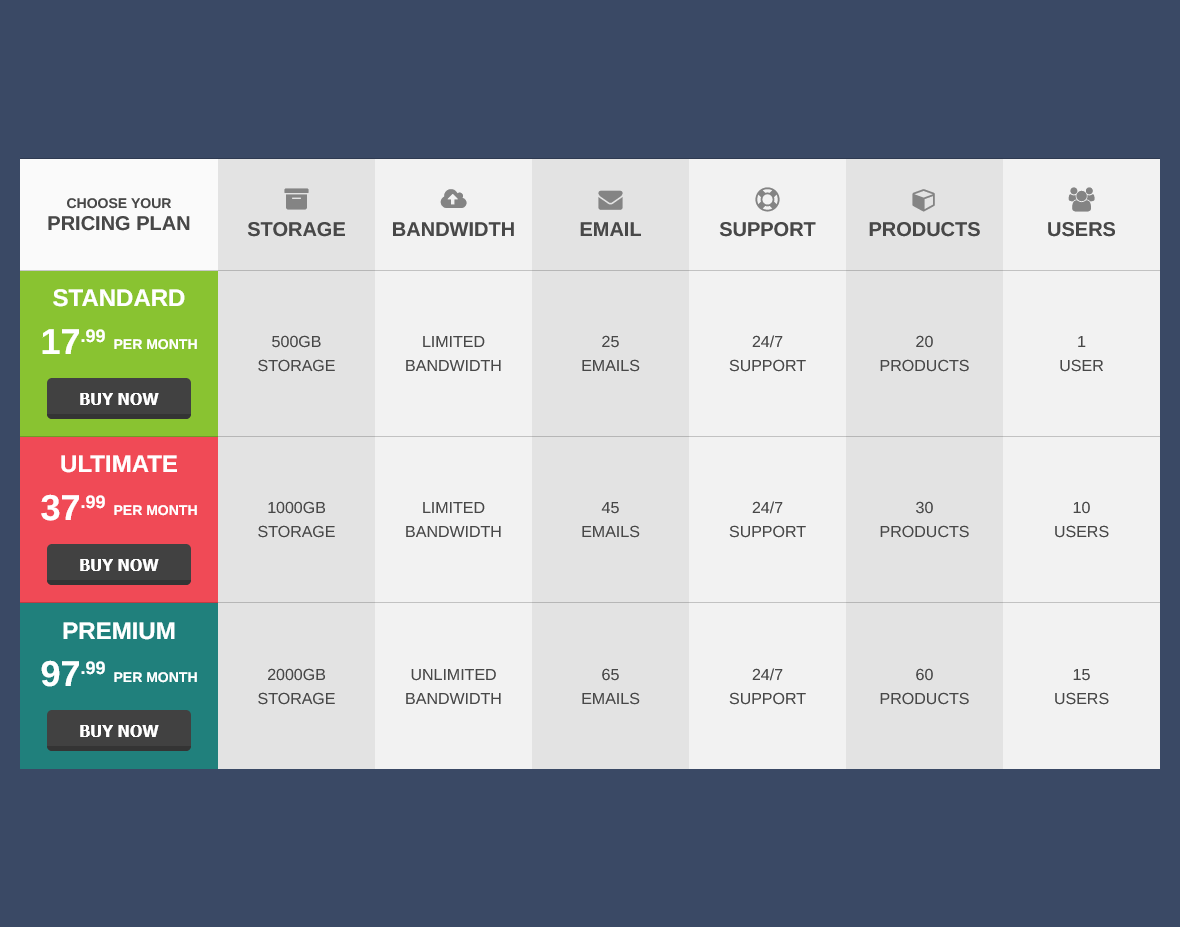 CHOOSE YOUR
PRICING PLAN
STORAGE
BANDWIDTH
EMAIL
SUPPORT
PRODUCTS
USERS
STANDARD
17.99 PER MONTH
BUY NOW
500GB
STORAGE
LIMITED
BANDWIDTH
25
EMAILS
24/7
SUPPORT
20
PRODUCTS
1
USER
ULTIMATE
37.99 PER MONTH
BUY NOW
1000GB
STORAGE
LIMITED
BANDWIDTH
45
EMAILS
24/7
SUPPORT
30
PRODUCTS
10
USERS
PREMIUM
97.99 PER MONTH
BUY NOW
2000GB
STORAGE
UNLIMITED
BANDWIDTH
65
EMAILS
24/7
SUPPORT
60
PRODUCTS
15
USERS